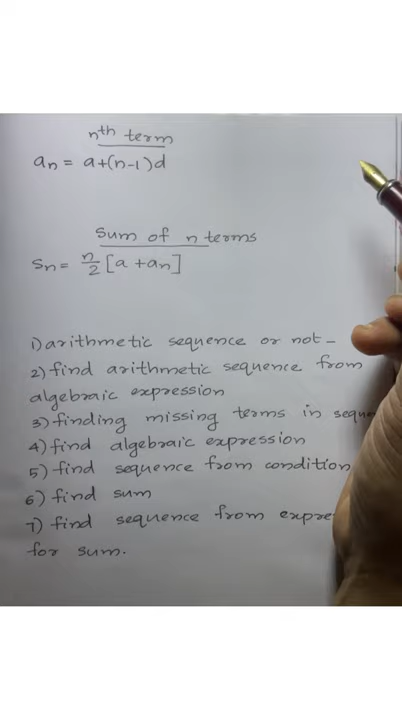 nth term
an = a+(n-1)d
Sum of n terms
Sn = n/2 [a + an]
1) arithmetic sequence or not -
2) find arithmetic sequence from
algebraic expression
3) finding missing terms in
4) find algebraic expression
5) find sequence from condition
6) find sum
7) find sequence from
for sum.